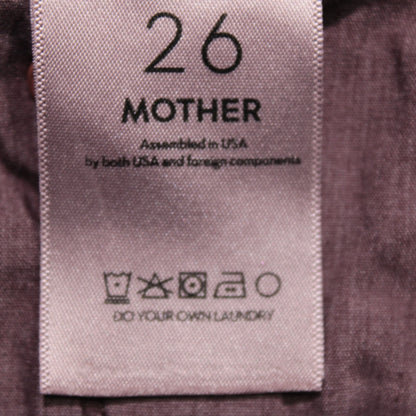 26
MOTHER
Assembled in USA
by both USA and foreign components
DO YOUR OWN LAUNDRY